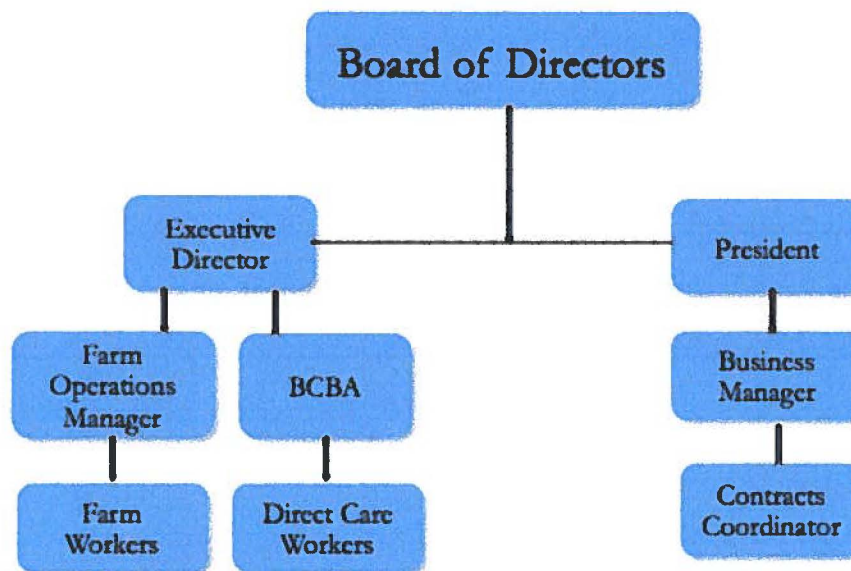 Board of Directors
Executive
Director
President
Farm
Operations
Manager
BCBA
Business
Manager
Farm
Workers
Direct Care
Workers
Contracts
Coordinator